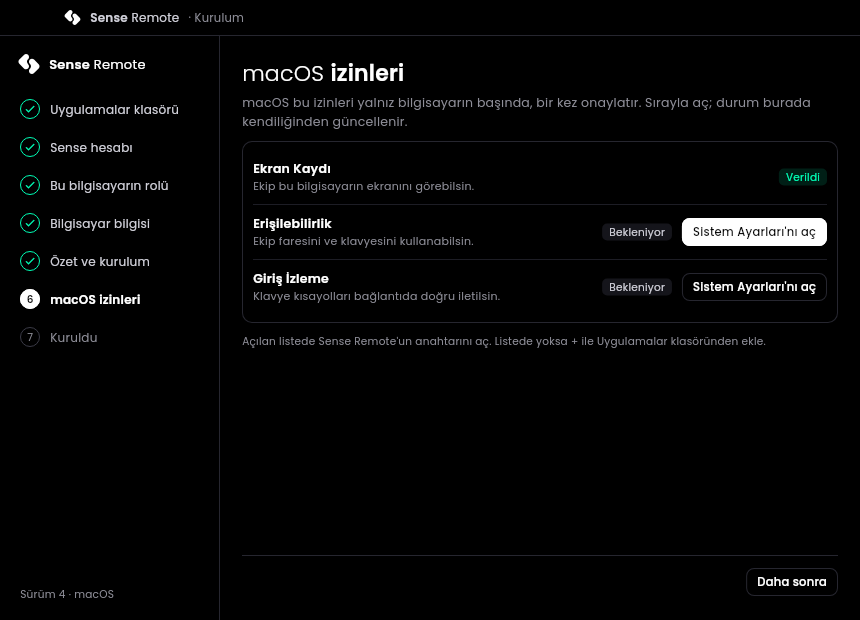 Sense Remote · Kurulum
Sense Remote
Uygulamalar klasörü
Sense hesabı
Bu bilgisayarın rolü
Bilgisayar bilgisi
Özet ve kurulum
6 macOS izinleri
7 Kuruldu
Sürüm 4 · macOS
macOS izinleri
macOS bu izinleri yalnız bilgisayarın başında, bir kez onaylatır. Sırayla aç; durum burada
kendiliğinden güncellenir.
Ekran Kaydı
Ekip bu bilgisayarın ekranını görebilsin.
Verildi
Erişilebilirlik
Ekip faresini ve klavyesini kullanabilsin.
Bekleniyor
Sistem Ayarları'nı aç
Giriş İzleme
Klavye kısayolları bağlantıda doğru iletilsin.
Bekleniyor
Sistem Ayarları'nı aç
Açılan listede Sense Remote'un anahtarını aç. Listede yoksa + ile Uygulamalar klasöründen ekle.
Daha sonra